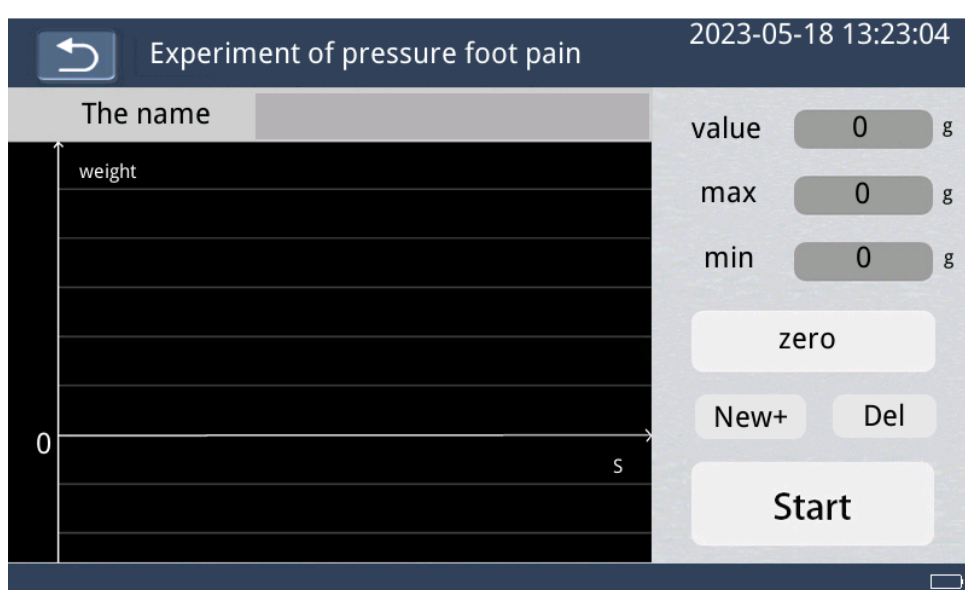 Experiment of pressure foot pain
2023-05-18 13:23:04
The name
weight
0
S
value 0 g
max 0 g
min 0 g
zero
New+ Del
Start